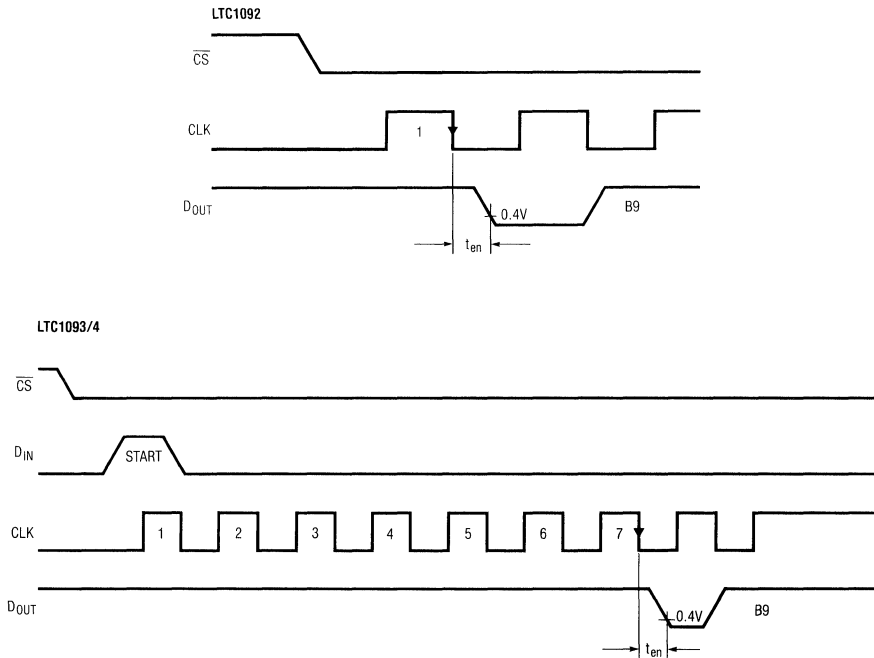 LTC1092
CS
CLK
1
DOUT
0.4V
B9
ten
LTC1093/4
CS
DIN
START
CLK
1 2 3 4 5 6 7
DOUT
0.4V
B9
ten